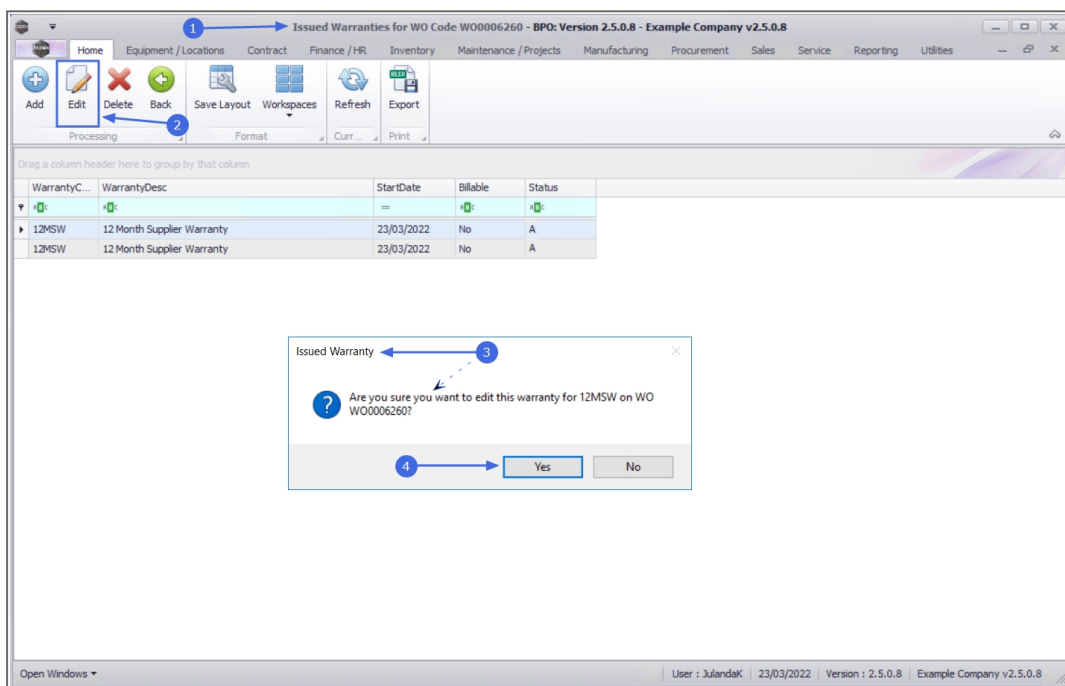 1
Issued Warranties for WO Code WO0006260 - BPO: Version 2.5.0.8 - Example Company v2.5.0.8
Home Equipment / Locations Contract Finance / HR Inventory Maintenance / Projects Manufacturing Procurement Sales Service Reporting Utilities
Add Edit Delete Back Save Layout Workspaces Refresh Export
2
Processing Format Curr... Print
Drag a column header here to group by that column
WarrantyC... WarrantyDesc StartDate Billable Status
=
12MSW 12 Month Supplier Warranty 23/03/2022 No A
12MSW 12 Month Supplier Warranty 23/03/2022 No A
Issued Warranty 3
Are you sure you want to edit this warranty for 12MSW on WO
WO0006260?
4 Yes No
Open Windows User : JulandaK 23/03/2022 Version : 2.5.0.8 Example Company v2.5.0.8